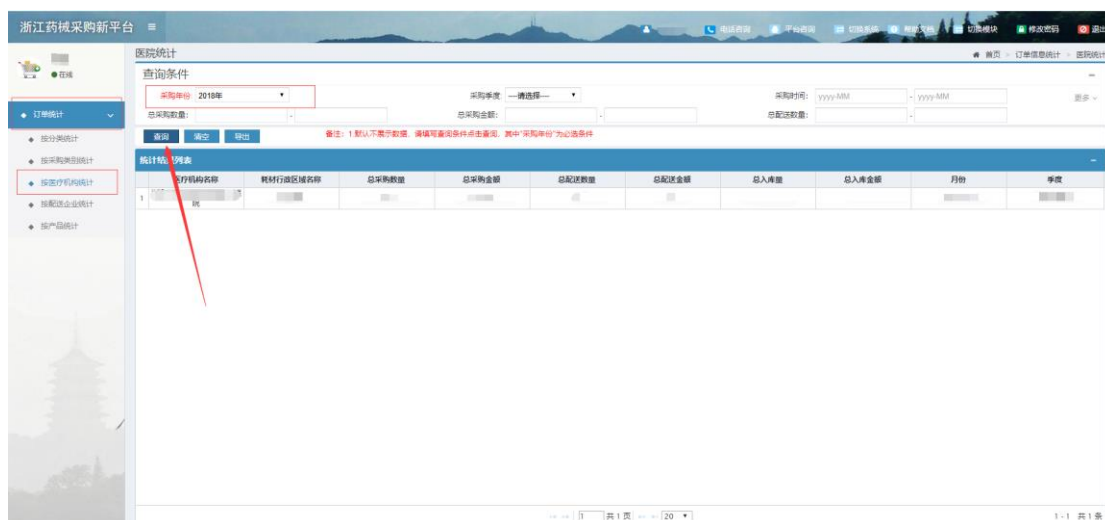 浙江药械采购新平台
电话咨询 平台咨询 切换系统 帮助文档 切换模块 修改密码 退出
医院统计
首页 - 订单信息统计 - 医院统计
在线
查询条件
采购年份 2018年 采购季度 ---请选择--- 采购时间: yyyy-MM - yyyy-MM 更多
总采购数量: - 总采购金额: - 总配送数量: -
查询 清空 导出 备注：1.默认不展示数据，请填写查询条件点击查询，其中"采购年份"为必选条件
订单统计
按分类统计
按采购类别统计
按医疗机构统计
按配送企业统计
按产品统计
统计结果列表
医疗机构名称 耗材行政区域名称 总采购数量 总采购金额 总配送数量 总配送金额 总入库量 总入库金额 月份 季度
1 院
1 共 1 页 20 1 - 1 共 1 条